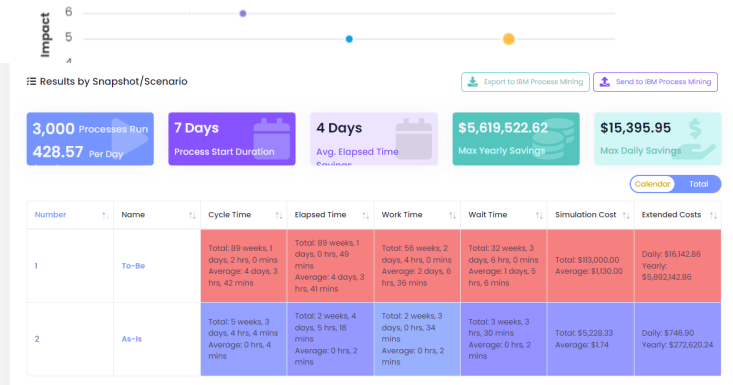 6
Impact
5
4
Results by Snapshot/Scenario
Export to IBM Process Mining
Send to IBM Process Mining
3,000 Processes Run
428.57 Per Day
7 Days
Process Start Duration
4 Days
Avg. Elapsed Time
Savings
$5,619,522.62
Max Yearly Savings
$15,395.95
Max Daily Savings
Calendar Total
Number Name Cycle Time Elapsed Time Work Time Wait Time Simulation Cost Extended Costs
1
To-Be
Total: 89 weeks, 1
days, 2 hrs, 0 mins
Average: 4 days, 3
hrs, 42 mins
Total: 89 weeks, 1
days, 0 hrs, 49
mins
Average: 4 days, 3
hrs, 41 mins
Total: 56 weeks, 2
days, 4 hrs, 0 mins
Average: 2 days, 6
hrs, 36 mins
Total: 32 weeks, 3
days, 6 hrs, 0 mins
Average: 1 days, 5
hrs, 6 mins
Total: $113,000.00
Average: $1,130.00
Daily: $16,142.86
Yearly:
$5,892,142.86
2
As-Is
Total: 5 weeks, 3
days, 4 hrs, 4 mins
Average: 0 hrs, 4
mins
Total: 2 weeks, 4
days, 5 hrs, 18
mins
Average: 0 hrs, 2
mins
Total: 2 weeks, 3
days, 0 hrs, 34
mins
Average: 0 hrs, 2
mins
Total: 3 weeks, 3
hrs, 30 mins
Average: 0 hrs, 2
mins
Total: $5,228.33
Average: $1.74
Daily: $746.90
Yearly: $272,620.24